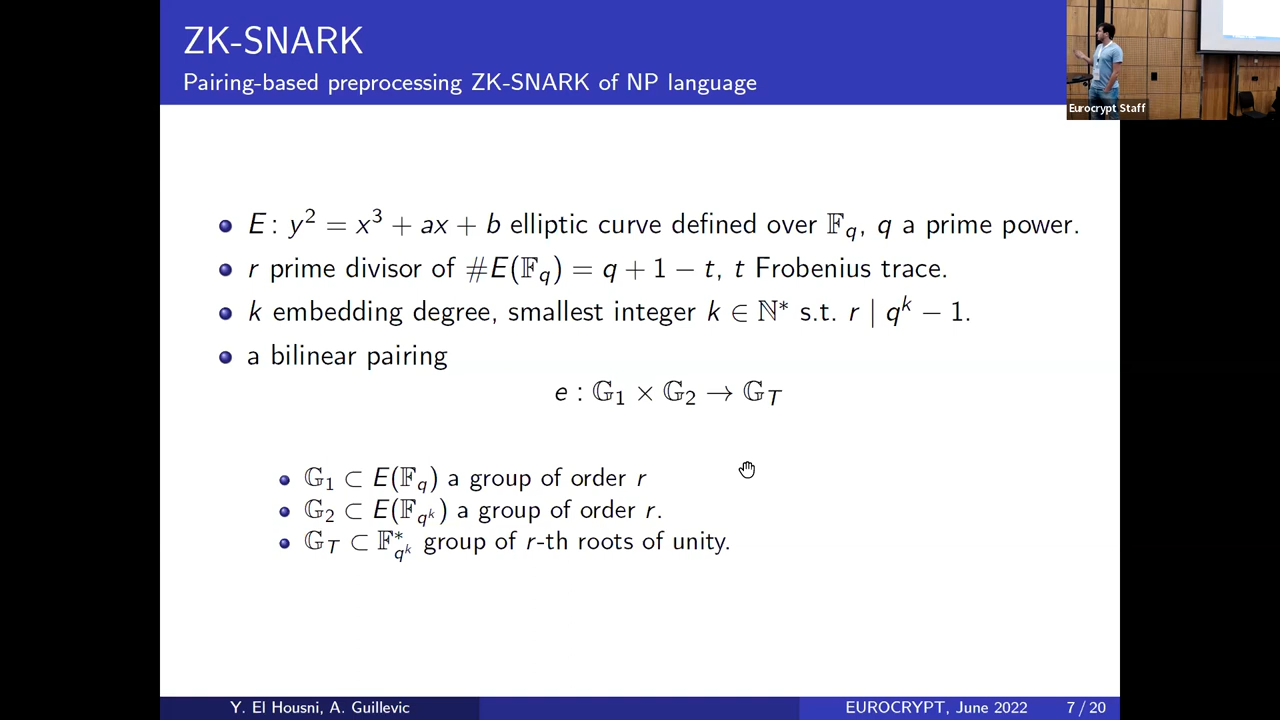 ZK-SNARK
Pairing-based preprocessing ZK-SNARK of NP language
Eurocrypt Staff
E: y² = x³ + ax + b elliptic curve defined over 𝔽_q, q a prime power.
r prime divisor of #E(𝔽_q) = q + 1 − t, t Frobenius trace.
k embedding degree, smallest integer k ∈ ℕ* s.t. r | q^k − 1.
a bilinear pairing
e : 𝔾₁ × 𝔾₂ → 𝔾_T
𝔾₁ ⊂ E(𝔽_q) a group of order r
𝔾₂ ⊂ E(𝔽_{q^k}) a group of order r.
𝔾_T ⊂ 𝔽*_{q^k} group of r-th roots of unity.
Y. El Housni, A. Guillevic
EUROCRYPT, June 2022
7 / 20